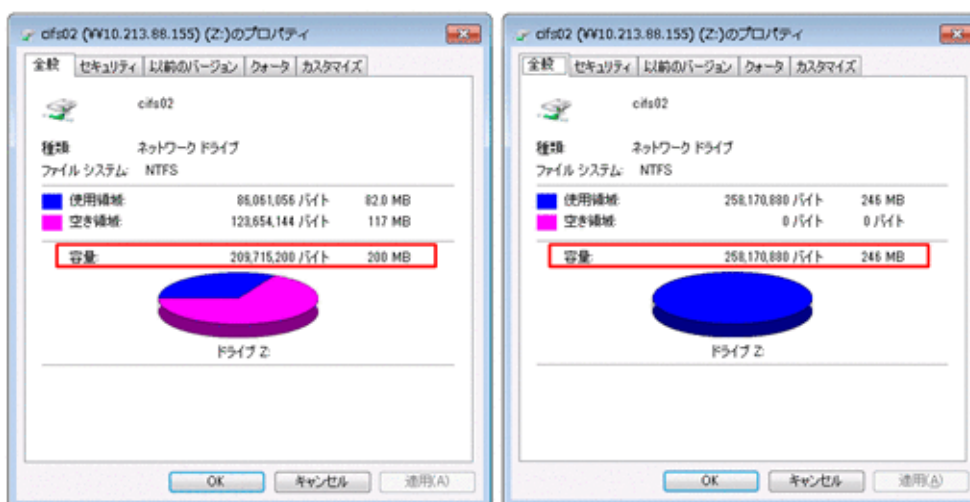 cifs02 (¥¥10.213.88.155) (Z:)のプロパティ
全般 セキュリティ 以前のバージョン クォータ カスタマイズ
cifs02
種類: ネットワーク ドライブ
ファイル システム: NTFS
使用領域: 86,061,056 バイト 82.0 MB
空き領域: 123,654,144 バイト 117 MB
容量: 209,715,200 バイト 200 MB
ドライブ Z:
OK キャンセル 適用(A)
cifs02 (¥¥10.213.88.155) (Z:)のプロパティ
全般 セキュリティ 以前のバージョン クォータ カスタマイズ
cifs02
種類: ネットワーク ドライブ
ファイル システム: NTFS
使用領域: 258,170,880 バイト 246 MB
空き領域: 0 バイト 0 バイト
容量: 258,170,880 バイト 246 MB
ドライブ Z:
OK キャンセル 適用(A)